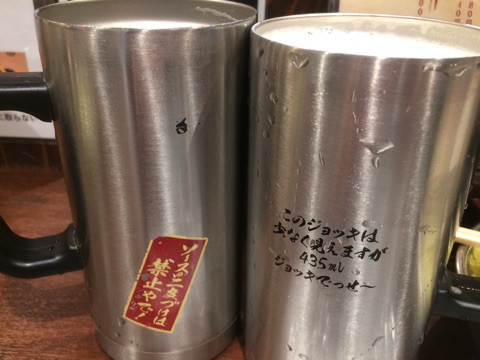 ソースの二度づけは
禁止やで!
このジョッキは
少なく見えますが
435ml
ジョッキでっせ〜